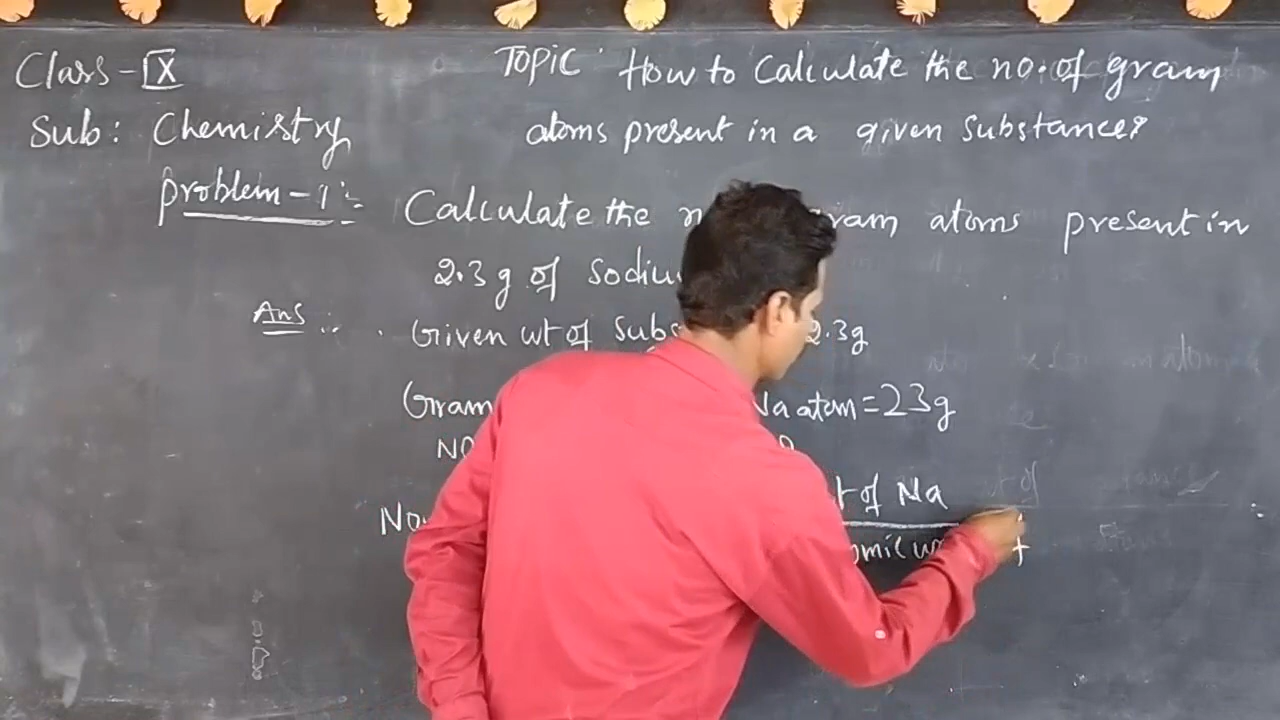 Class - IX
Topic : How to calculate the no. of gram
Sub: Chemistry
atoms present in a given substance?
problem - 1 :-
Calculate the gram atoms present in
2.3 g of Sodium
Ans :-
Given wt of Subs 2.3g
Gram Na atom = 23g
No
No. t of Na
omic w t